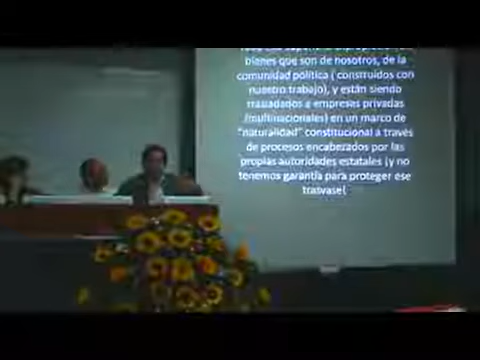 bienes que son de nosotros, de la
comunidad política ( construidos con
nuestro trabajo), y están siendo
trasladados a empresas privadas
(multinacionales) en un marco de
"naturalidad" constitucional a través
de procesos encabezados por las
propias autoridades estatales ¡y no
tenemos garantía para proteger ese
trasvase!